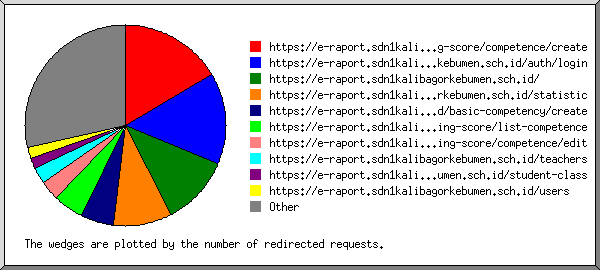 https://e-raport.sdn1kali...g-score/competence/create
https://e-raport.sdn1kali...kebumen.sch.id/auth/login
https://e-raport.sdn1kalibagorkebumen.sch.id/
https://e-raport.sdn1kali...rkebumen.sch.id/statistic
https://e-raport.sdn1kali...d/basic-competency/create
https://e-raport.sdn1kali...ing-score/list-competence
https://e-raport.sdn1kali...ing-score/competence/edit
https://e-raport.sdn1kalibagorkebumen.sch.id/teachers
https://e-raport.sdn1kali...umen.sch.id/student-class
https://e-raport.sdn1kalibagorkebumen.sch.id/users
Other
The wedges are plotted by the number of redirected requests.